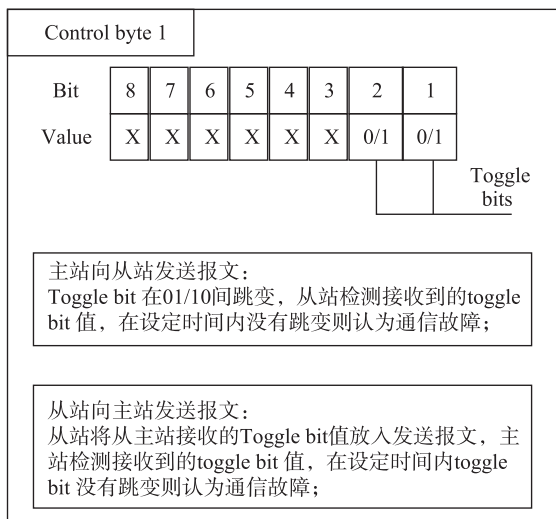 Control byte 1
Bit 8 7 6 5 4 3 2 1
Value X X X X X X 0/1 0/1
Toggle
bits
主站向从站发送报文：
Toggle bit 在01/10间跳变，从站检测接收到的toggle
bit 值，在设定时间内没有跳变则认为通信故障；
从站向主站发送报文：
从站将从主站接收的Toggle bit值放入发送报文，主
站检测接收到的toggle bit 值，在设定时间内toggle
bit 没有跳变则认为通信故障；